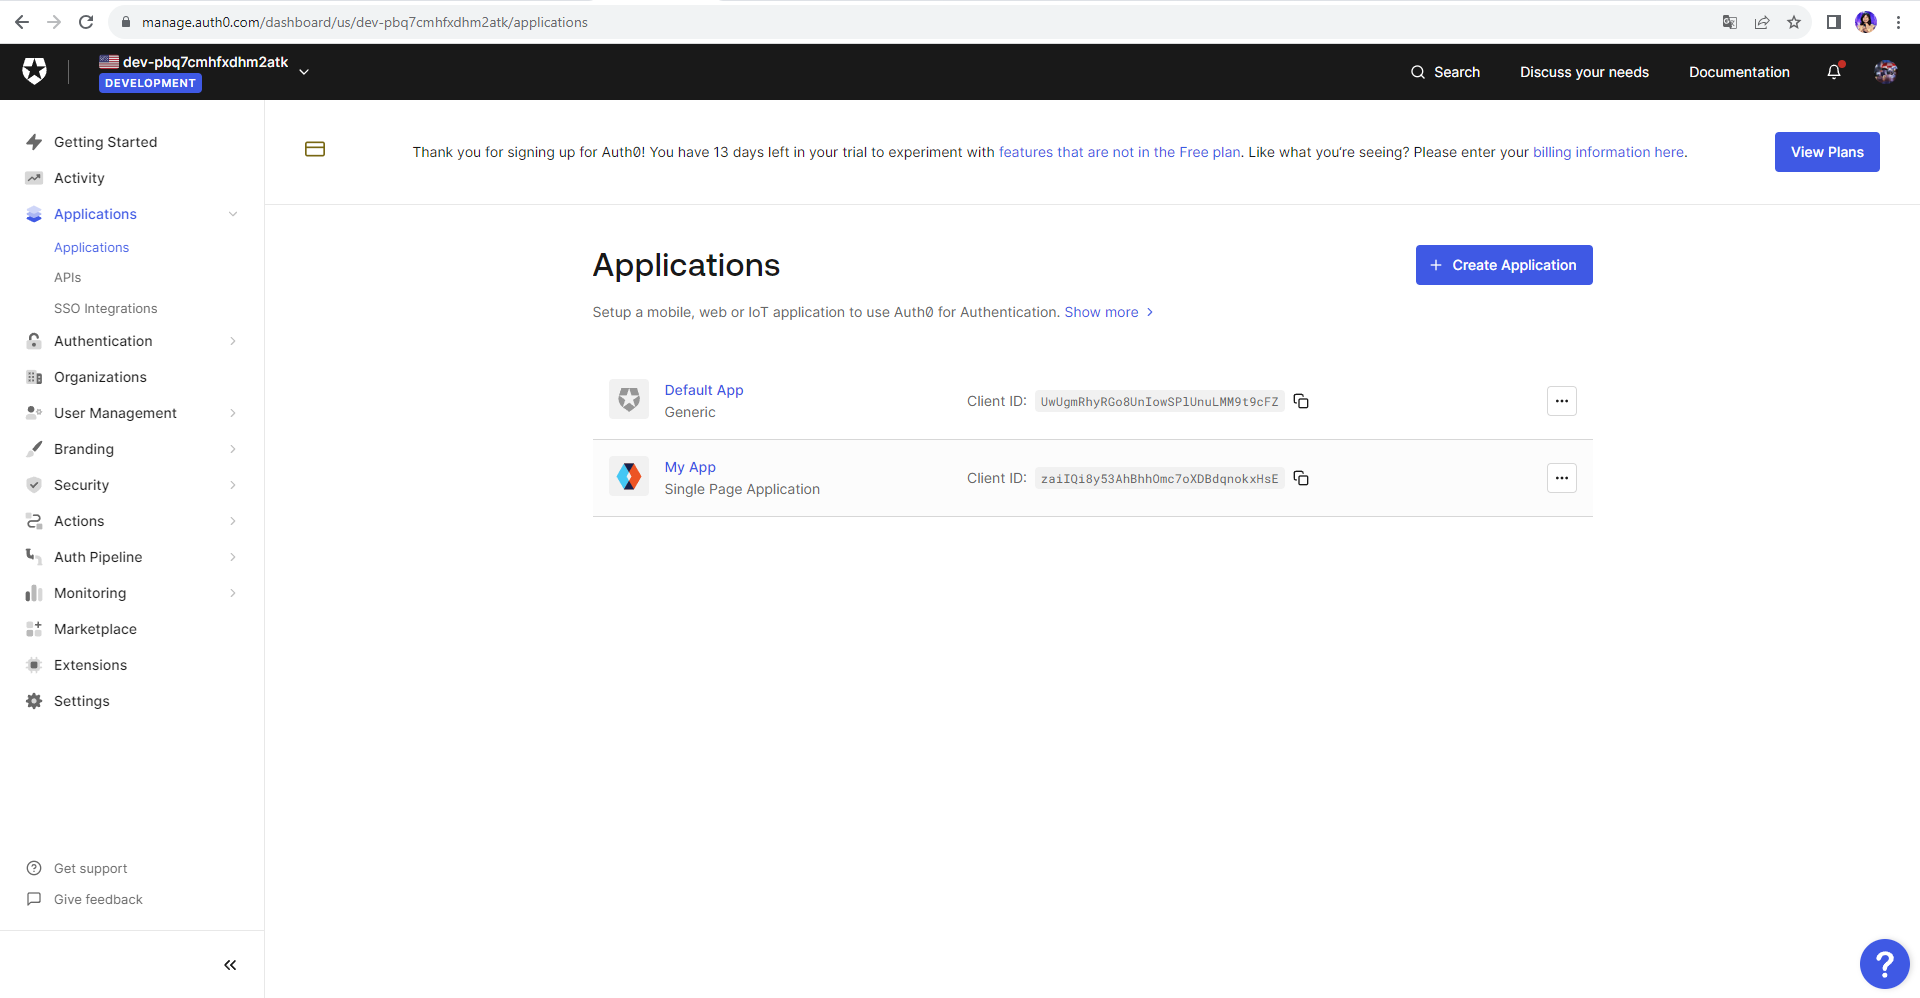 manage.auth0.com/dashboard/us/dev-pbq7cmhfxdhm2atk/applications
dev-pbq7cmhfxdhm2atk
DEVELOPMENT
Search
Discuss your needs
Documentation
Getting Started
Activity
Applications
Applications
APIs
SSO Integrations
Authentication
Organizations
User Management
Branding
Security
Actions
Auth Pipeline
Monitoring
Marketplace
Extensions
Settings
Get support
Give feedback
Thank you for signing up for Auth0! You have 13 days left in your trial to experiment with features that are not in the Free plan. Like what you're seeing? Please enter your billing information here.
View Plans
Applications
+ Create Application
Setup a mobile, web or IoT application to use Auth0 for Authentication. Show more
Default App
Generic
Client ID: UwUgmRhyRGo8UnIowSPlUnuLMM9t9cFZ
My App
Single Page Application
Client ID: zaiIQi8y53AhBhhOmc7oXDBdqnokxHsE